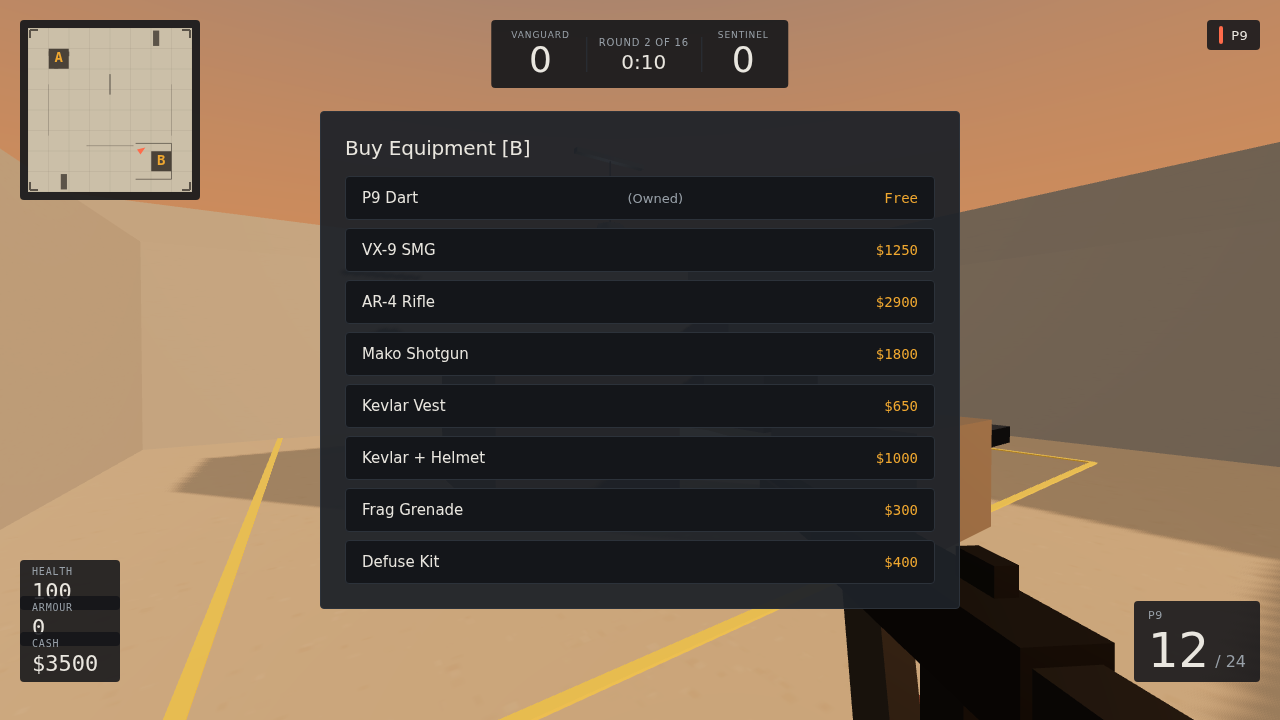 A
B
VANGUARD
0
ROUND 2 OF 16
0:10
SENTINEL
0
P9
Buy Equipment [B]
P9 Dart (Owned) Free
VX-9 SMG $1250
AR-4 Rifle $2900
Mako Shotgun $1800
Kevlar Vest $650
Kevlar + Helmet $1000
Frag Grenade $300
Defuse Kit $400
HEALTH
100
ARMOUR
0
CASH
$3500
P9
12 / 24